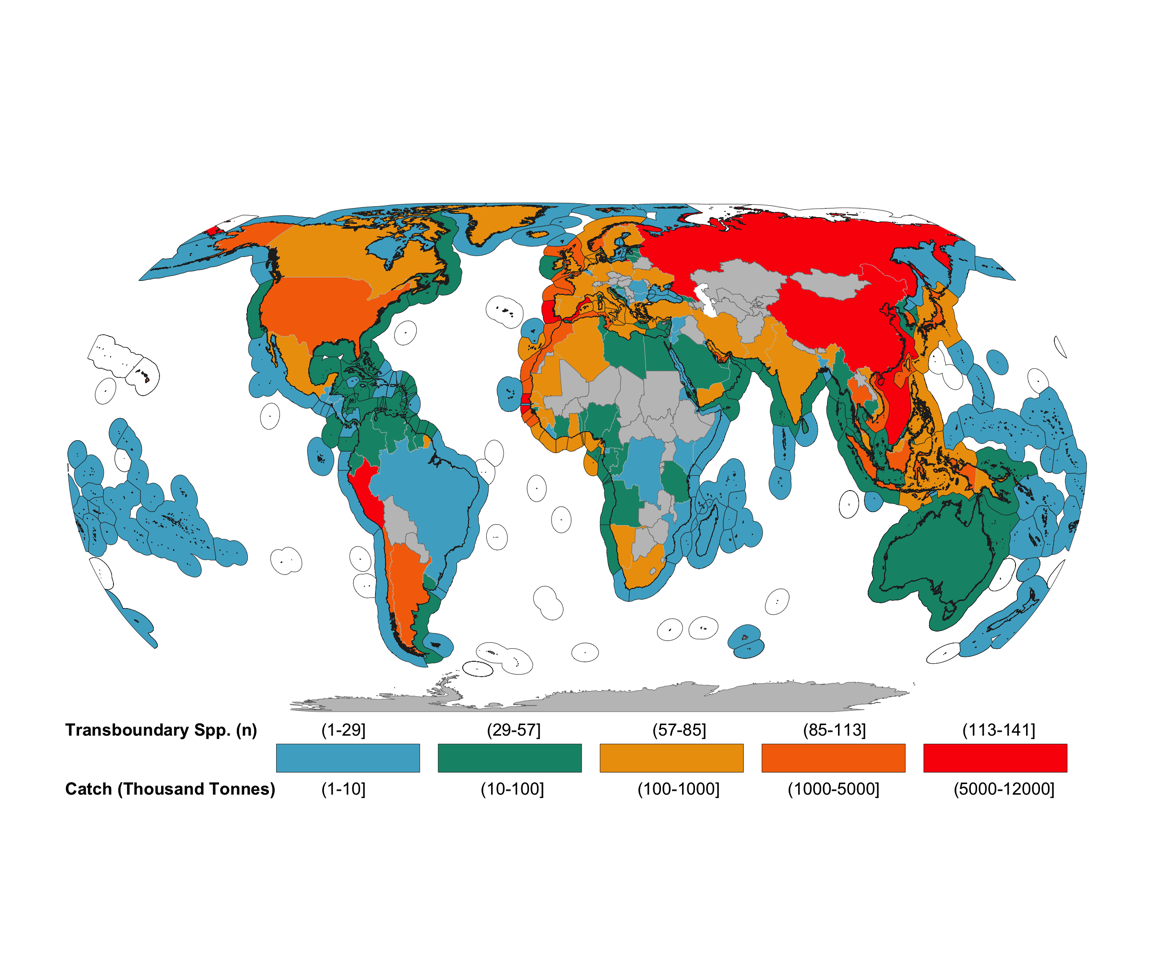 Transboundary Spp. (n) (1-29] (29-57] (57-85] (85-113] (113-141]
Catch (Thousand Tonnes) (1-10] (10-100] (100-1000] (1000-5000] (5000-12000]